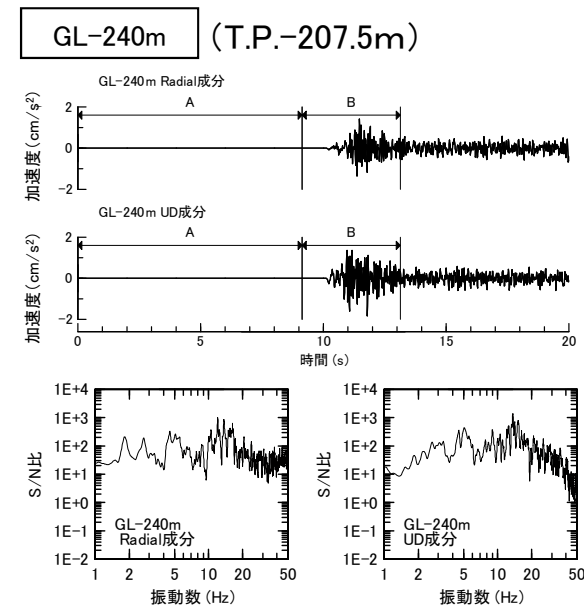 GL-240m (T.P.-207.5m)
GL-240m Radial成分
A B
2
0
-2
加速度(cm/s²)
GL-240m UD成分
A B
2
0
-2
加速度(cm/s²)
0 5 10 15 20
時間(s)
1E+4
1E+3
1E+2
1E+1
1E+0
1E-1
1E-2
S/N比
GL-240m
Radial成分
1 2 5 10 20 50
振動数(Hz)
1E+4
1E+3
1E+2
1E+1
1E+0
1E-1
1E-2
S/N比
GL-240m
UD成分
1 2 5 10 20 50
振動数(Hz)